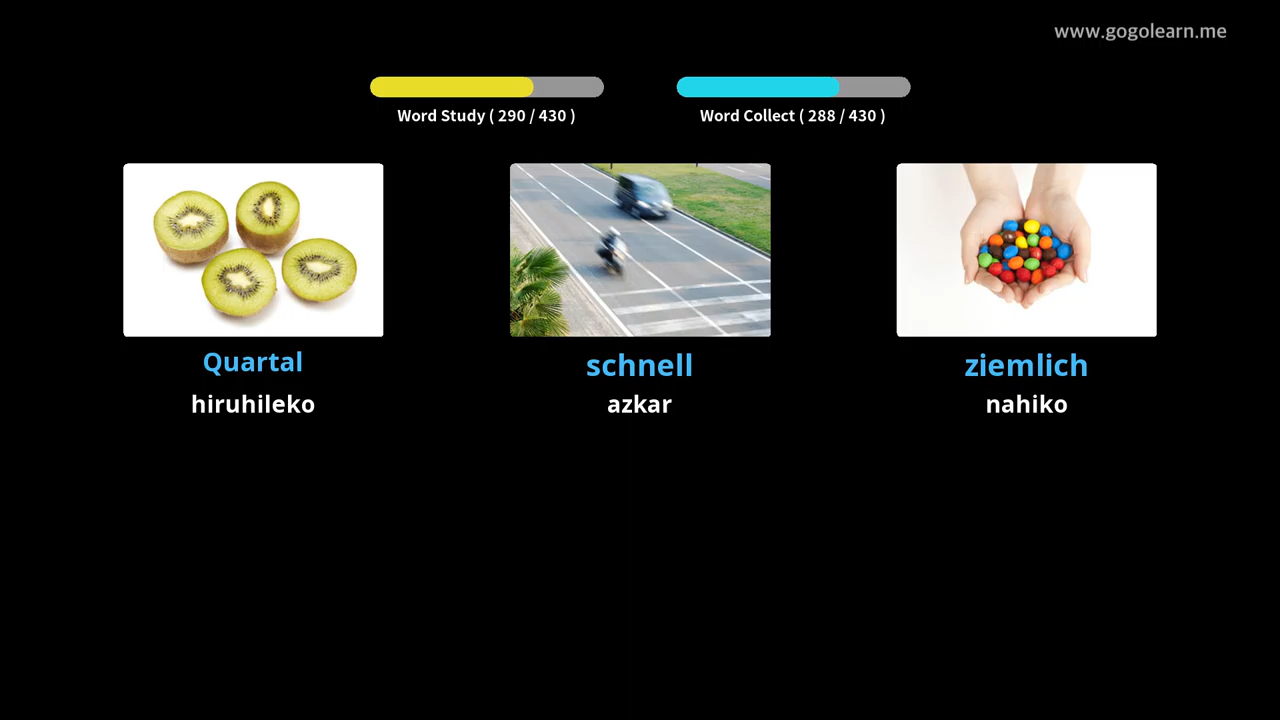 www.gogolearn.me
Word Study ( 290 / 430 )
Word Collect ( 288 / 430 )
Quartal
schnell
ziemlich
hiruhileko
azkar
nahiko